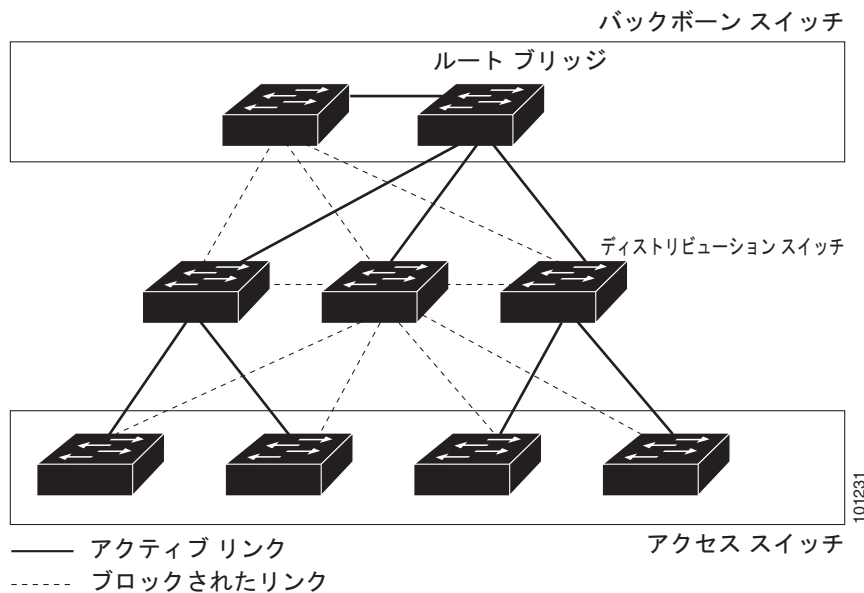 バックボーン スイッチ
ルート ブリッジ
ディストリビューション スイッチ
101231
アクセス スイッチ
アクティブ リンク
ブロックされたリンク